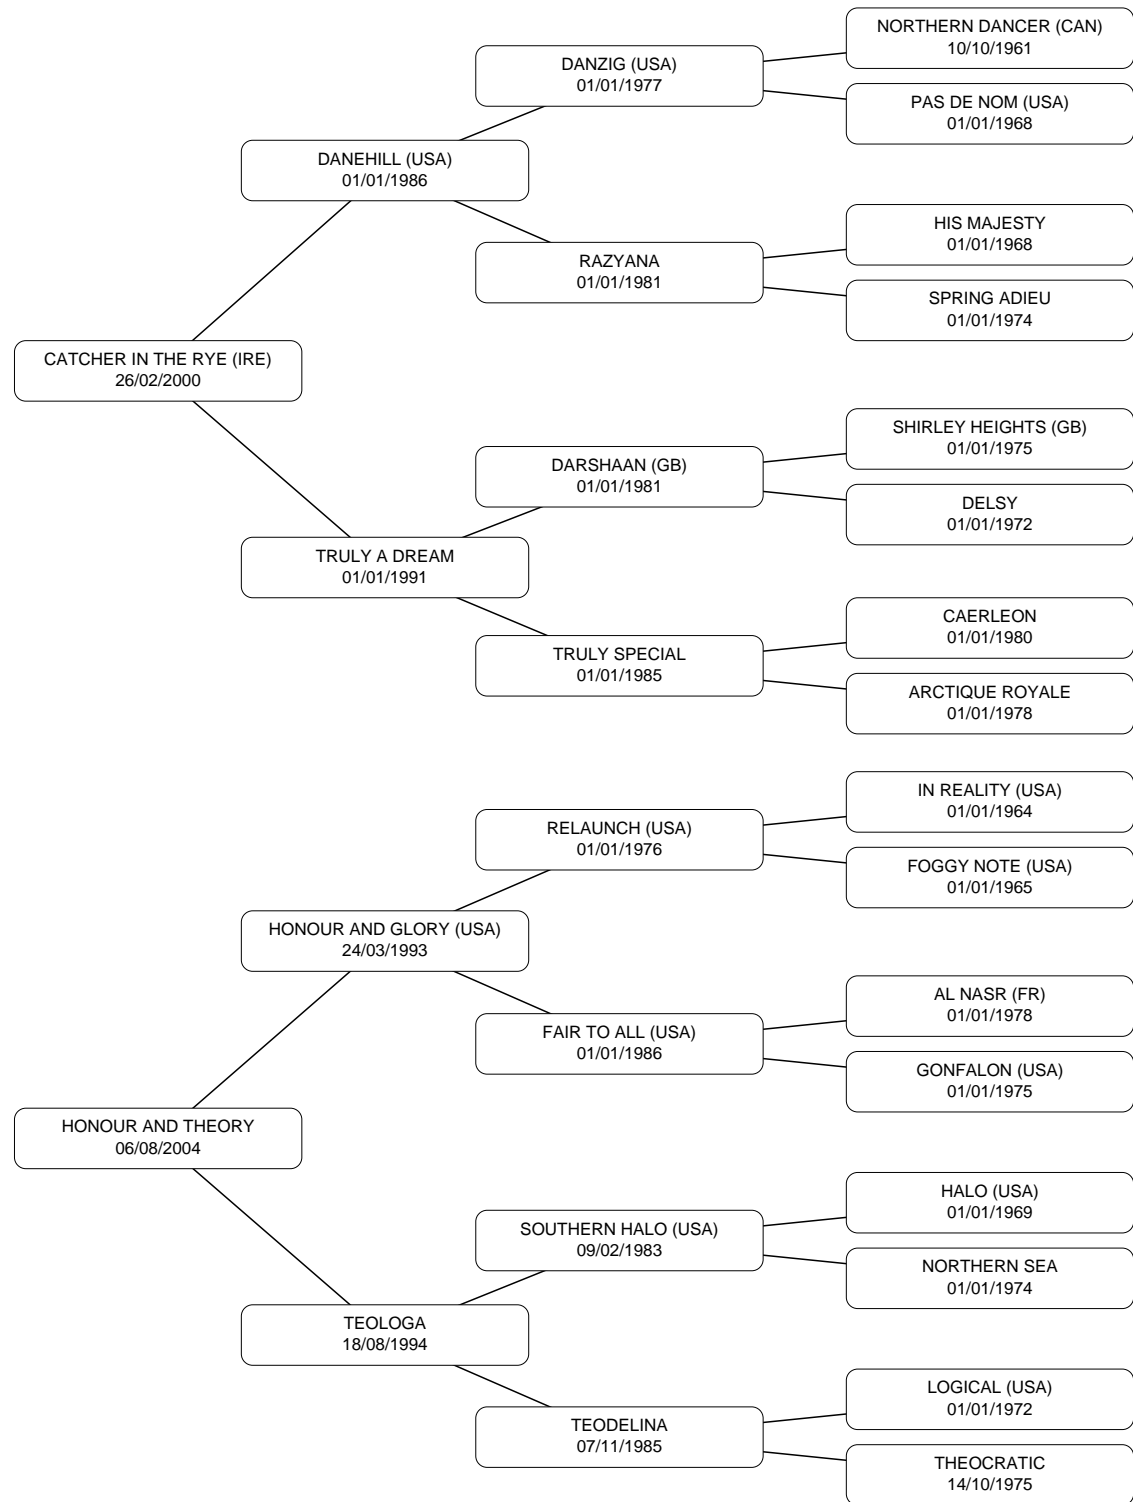 NORTHERN DANCER (CAN)
10/10/1961
DANZIG (USA)
01/01/1977
PAS DE NOM (USA)
01/01/1968
DANEHILL (USA)
01/01/1986
HIS MAJESTY
01/01/1968
RAZYANA
01/01/1981
SPRING ADIEU
01/01/1974
CATCHER IN THE RYE (IRE)
26/02/2000
SHIRLEY HEIGHTS (GB)
01/01/1975
DARSHAAN (GB)
01/01/1981
DELSY
01/01/1972
TRULY A DREAM
01/01/1991
CAERLEON
01/01/1980
TRULY SPECIAL
01/01/1985
ARCTIQUE ROYALE
01/01/1978
IN REALITY (USA)
01/01/1964
RELAUNCH (USA)
01/01/1976
FOGGY NOTE (USA)
01/01/1965
HONOUR AND GLORY (USA)
24/03/1993
AL NASR (FR)
01/01/1978
FAIR TO ALL (USA)
01/01/1986
GONFALON (USA)
01/01/1975
HONOUR AND THEORY
06/08/2004
HALO (USA)
01/01/1969
SOUTHERN HALO (USA)
09/02/1983
NORTHERN SEA
01/01/1974
TEOLOGA
18/08/1994
LOGICAL (USA)
01/01/1972
TEODELINA
07/11/1985
THEOCRATIC
14/10/1975